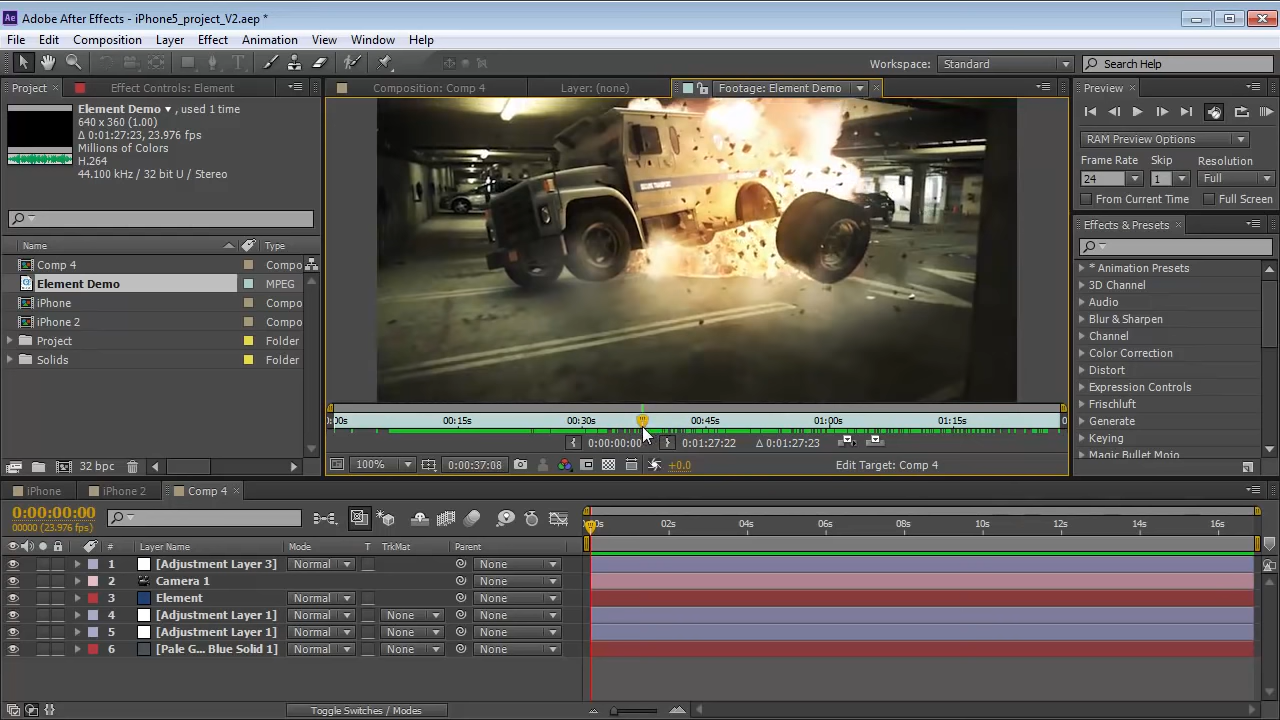 Adobe After Effects - iPhone5_project_V2.aep *
File Edit Composition Layer Effect Animation View Window Help
Workspace: Standard Search Help
Project Effect Controls: Element Composition: Comp 4 Layer: (none) Footage: Element Demo Preview
Element Demo ▼ , used 1 time
640 x 360 (1.00)
Δ 0:01:27:23, 23.976 fps
Millions of Colors
H.264
44.100 kHz / 32 bit U / Stereo
RAM Preview Options
Frame Rate Skip Resolution
24 1 Full
From Current Time Full Screen
Effects & Presets
Name Type
Comp 4 Compo
Element Demo MPEG
iPhone Compo
iPhone 2 Compo
Project Folder
Solids Folder
* Animation Presets
3D Channel
Audio
Blur & Sharpen
Channel
Color Correction
Distort
Expression Controls
Frischluft
Generate
Keying
Magic Bullet Mojo
00s 00:15s 00:30s 00:45s 01:00s 01:15s
0:00:00:00 0:01:27:22 Δ 0:01:27:23
32 bpc
100% 0:00:37:08 +0.0 Edit Target: Comp 4
iPhone iPhone 2 Comp 4
0:00:00:00
00000 (23.976 fps)
00s 02s 04s 06s 08s 10s 12s 14s 16s
# Layer Name Mode T TrkMat Parent
1 [Adjustment Layer 3] Normal None
2 Camera 1 None
3 Element Normal None
4 [Adjustment Layer 1] Normal None None
5 [Adjustment Layer 1] Normal None None
6 [Pale G... Blue Solid 1] Normal None None
Toggle Switches / Modes